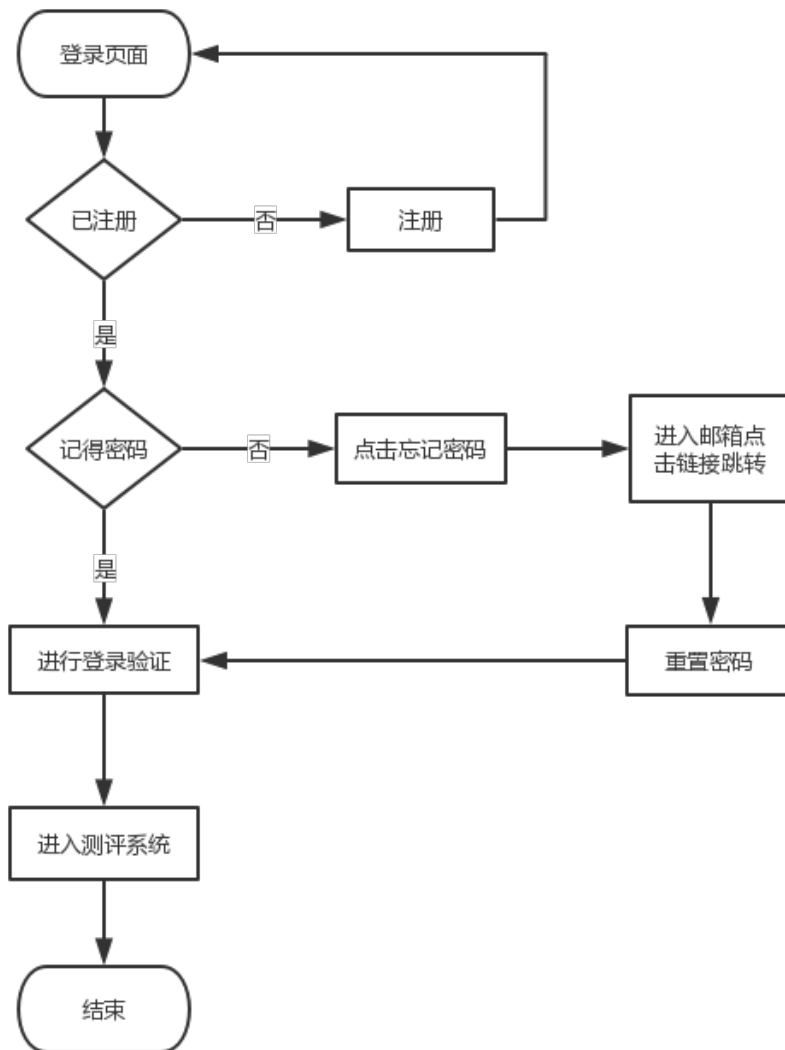 登录页面
已注册
否
注册
是
记得密码
否
点击忘记密码
进入邮箱点
击链接跳转
是
进行登录验证
重置密码
进入测评系统
结束